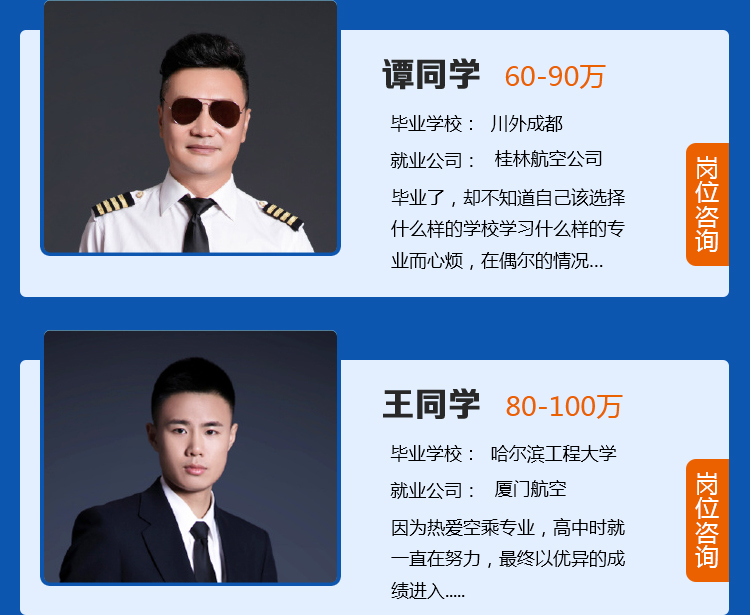 谭同学 60-90万
毕业学校： 川外成都
就业公司： 桂林航空公司
毕业了，却不知道自己该选择
什么样的学校学习什么样的专
业而心烦，在偶尔的情况...
岗位咨询
王同学 80-100万
毕业学校： 哈尔滨工程大学
就业公司： 厦门航空
因为热爱空乘专业，高中时就
一直在努力，最终以优异的成
绩进入.....
岗位咨询